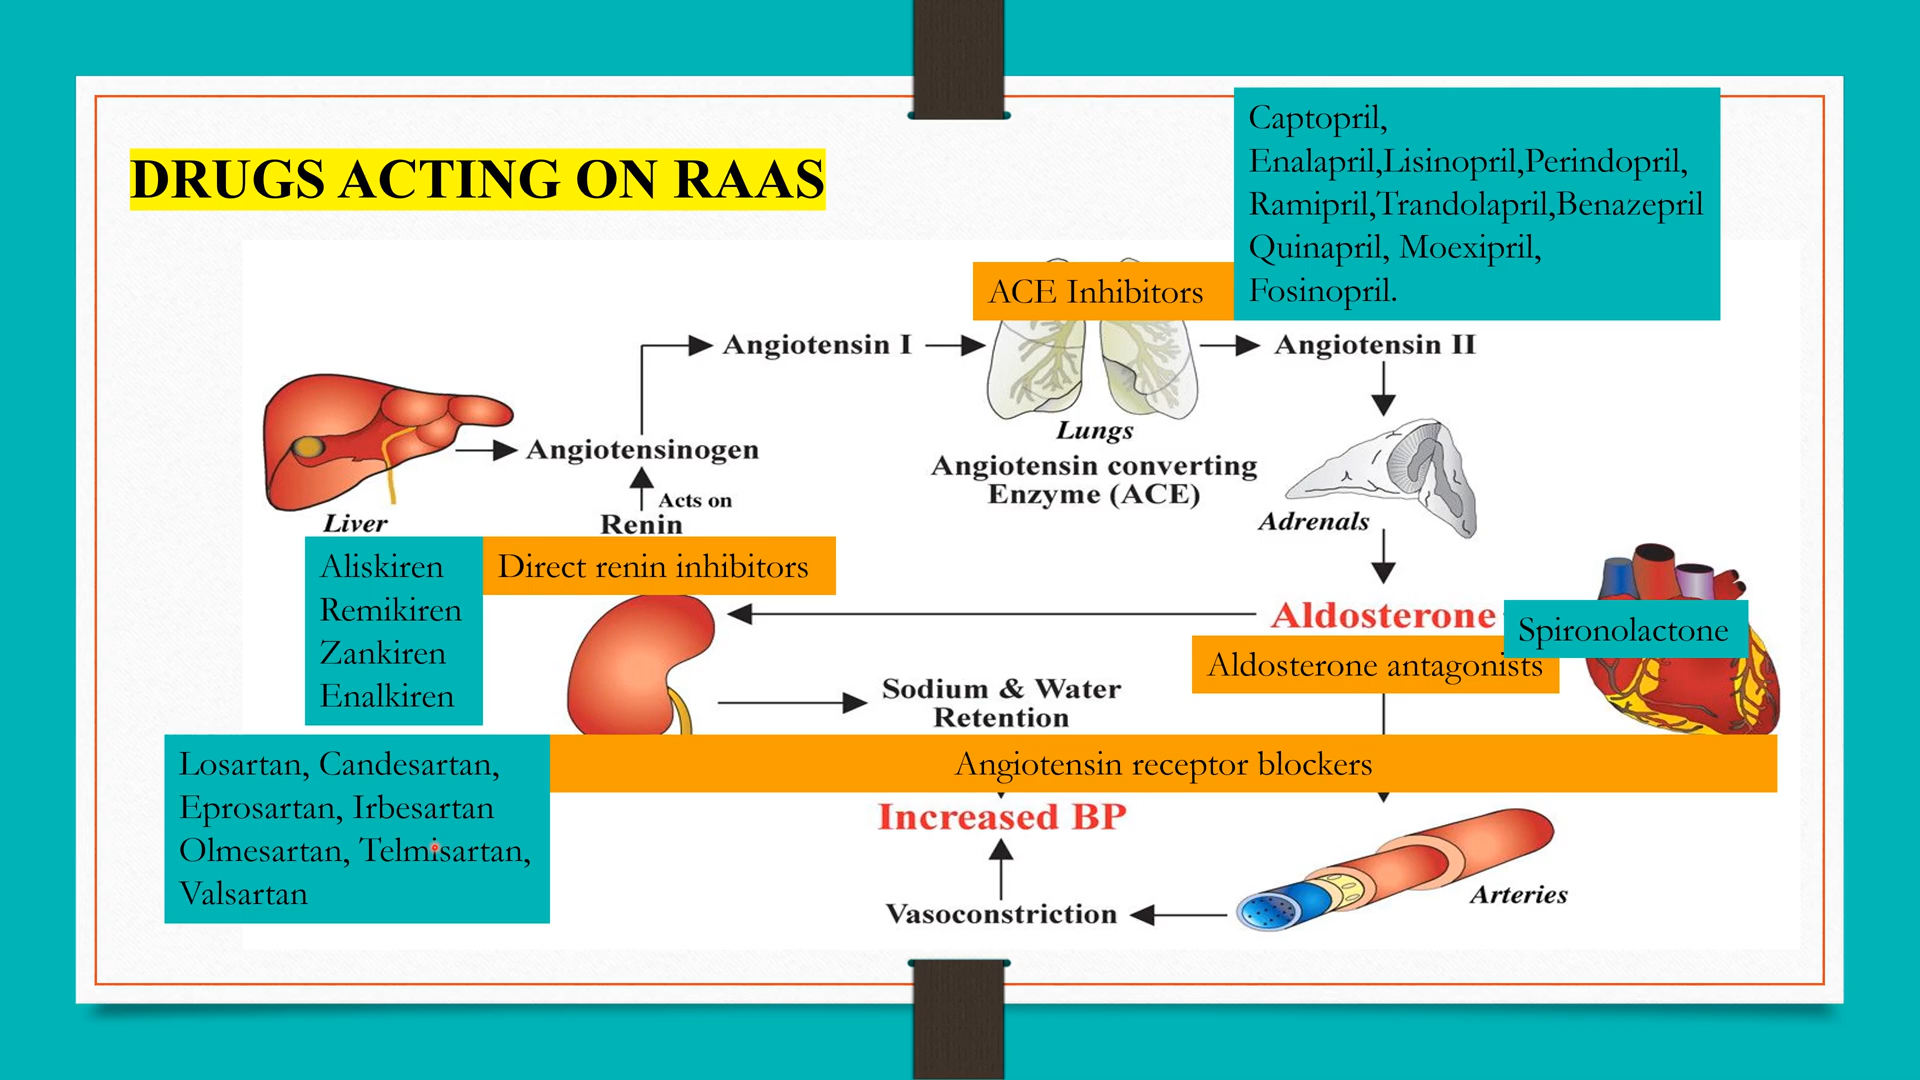 DRUGS ACTING ON RAAS
Captopril,
Enalapril,Lisinopril,Perindopril,
Ramipril,Trandolapril,Benazepril
Quinapril, Moexipril,
Fosinopril.
ACE Inhibitors
Angiotensin I
Angiotensin II
Lungs
Angiotensin converting
Enzyme (ACE)
Angiotensinogen
Acts on
Renin
Liver
Adrenals
Aliskiren
Remikiren
Zankiren
Enalkiren
Direct renin inhibitors
Aldosterone
Spironolactone
Aldosterone antagonists
Sodium & Water
Retention
Losartan, Candesartan,
Eprosartan, Irbesartan
Olmesartan, Telmisartan,
Valsartan
Angiotensin receptor blockers
Increased BP
Vasoconstriction
Arteries